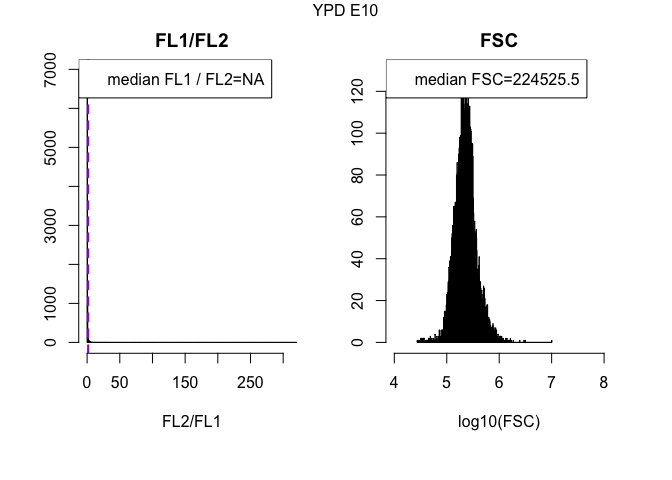 YPD E10
FL1/FL2
median FL1 / FL2=NA
7000
5000
3000
1000
0
0 50 150 250
FL2/FL1
FSC
median FSC=224525.5
120
100
80
60
40
20
0
4 5 6 7 8
log10(FSC)